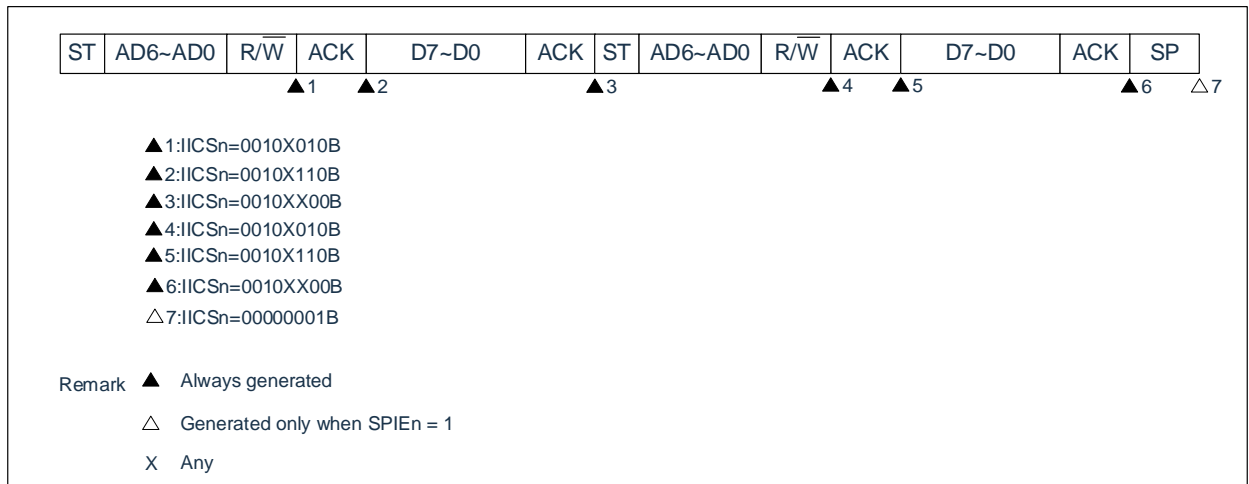 ST AD6~AD0 R/W̅ ACK D7~D0 ACK ST AD6~AD0 R/W̅ ACK D7~D0 ACK SP
▲1 ▲2 ▲3 ▲4 ▲5 ▲6 △7
▲1:IICSn=0010X010B
▲2:IICSn=0010X110B
▲3:IICSn=0010XX00B
▲4:IICSn=0010X010B
▲5:IICSn=0010X110B
▲6:IICSn=0010XX00B
△7:IICSn=00000001B
Remark ▲ Always generated
△ Generated only when SPIEn = 1
X Any